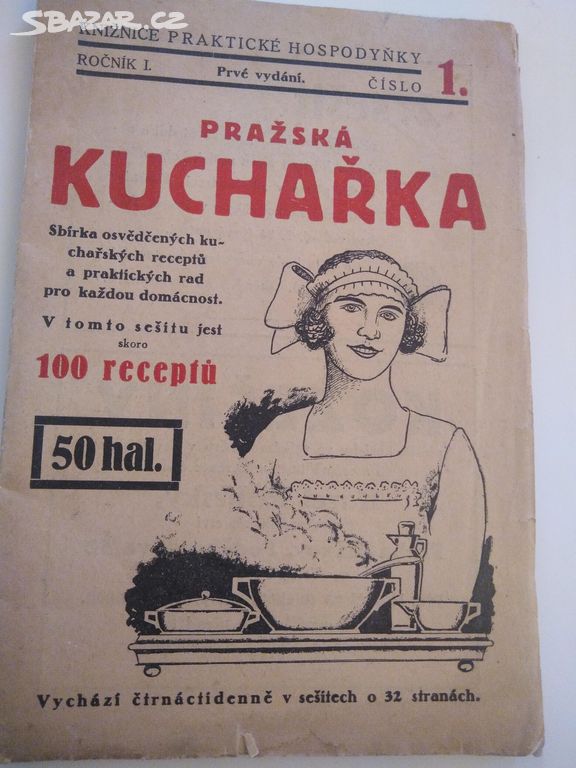 SBAZAR.CZ
KNIŽNICE PRAKTICKÉ HOSPODYŇKY
ROČNÍK I. Prvé vydání. ČÍSLO 1.
PRAŽSKÁ
KUCHAŘKA
Sbírka osvědčených ku-
chařských receptů
a praktických rad
pro každou domácnost.
V tomto sešitu jest
skoro
100 receptů
50 hal.
Vychází čtrnáctidenně v sešitech o 32 stranách.